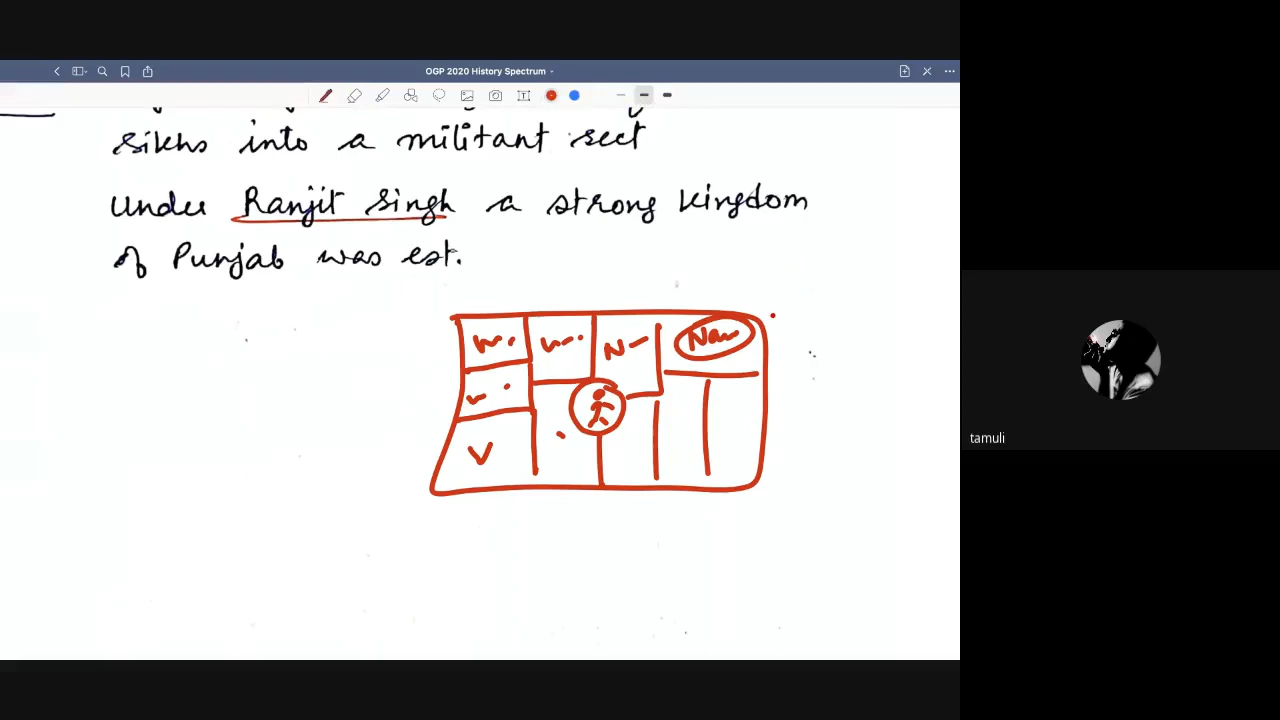 OGP 2020 History Spectrum
sikhs into a militant sect
Under Ranjit Singh a strong kingdom
of Punjab was est.
tamuli